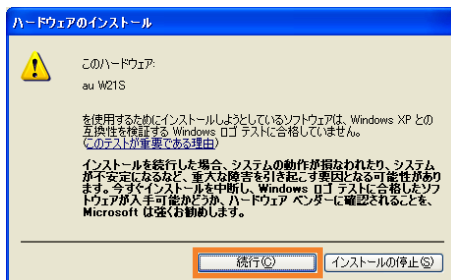 ハードウェアのインストール
このハードウェア:
au W21S
を使用するためにインストールしようとしているソフトウェアは、Windows XP との
互換性を検証する Windows ロゴ テストに合格していません。
(このテストが重要である理由)
インストールを続行した場合、システムの動作が損なわれたり、システム
が不安定になるなど、重大な障害を引き起こす要因となる可能性があり
ます。今すぐインストールを中断し、Windows ロゴ テストに合格したソフ
トウェアが入手可能かどうか、ハードウェア ベンダーに確認されることを、
Microsoft は強くお勧めします。
続行(C)
インストールの停止(S)